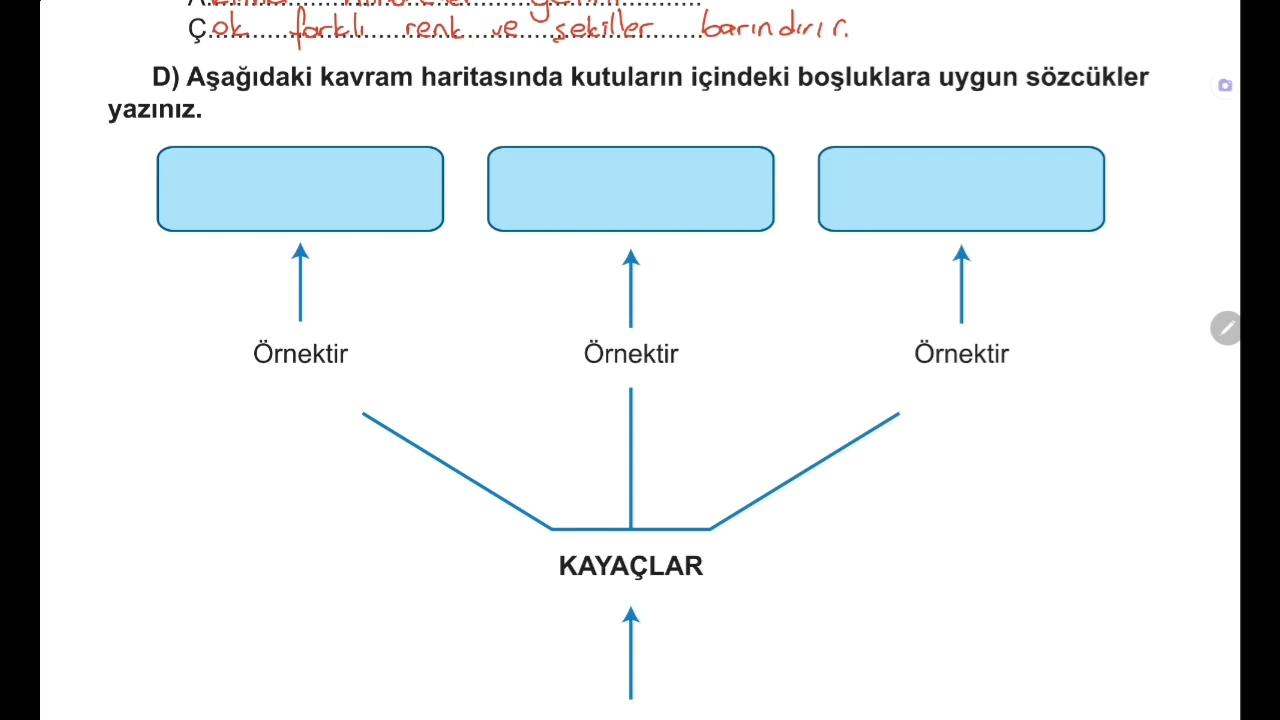 Ç ok farklı renk ve şekiller barındırır.
D) Aşağıdaki kavram haritasında kutuların içindeki boşluklara uygun sözcükler
yazınız.
Örnektir Örnektir Örnektir
KAYAÇLAR